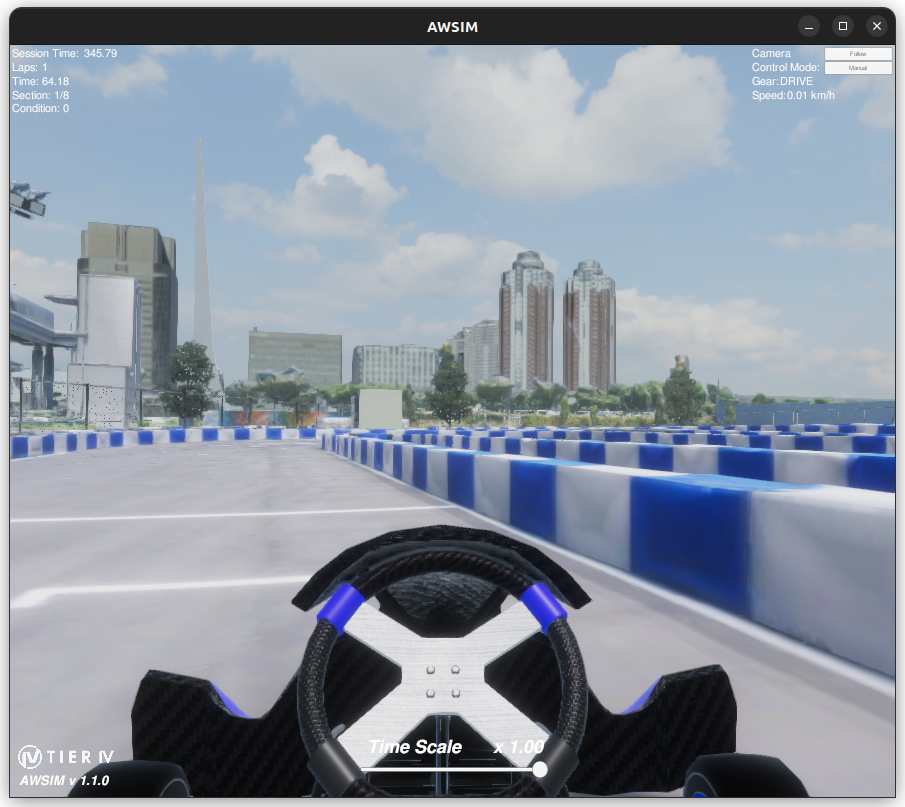 AWSIM
Session Time: 345.79
Laps: 1
Time: 64.18
Section: 1/8
Condition: 0
Camera Follow
Control Mode: Manual
Gear:DRIVE
Speed:0.01 km/h
Time Scale x 1.00
TIER IV
AWSIM v 1.1.0